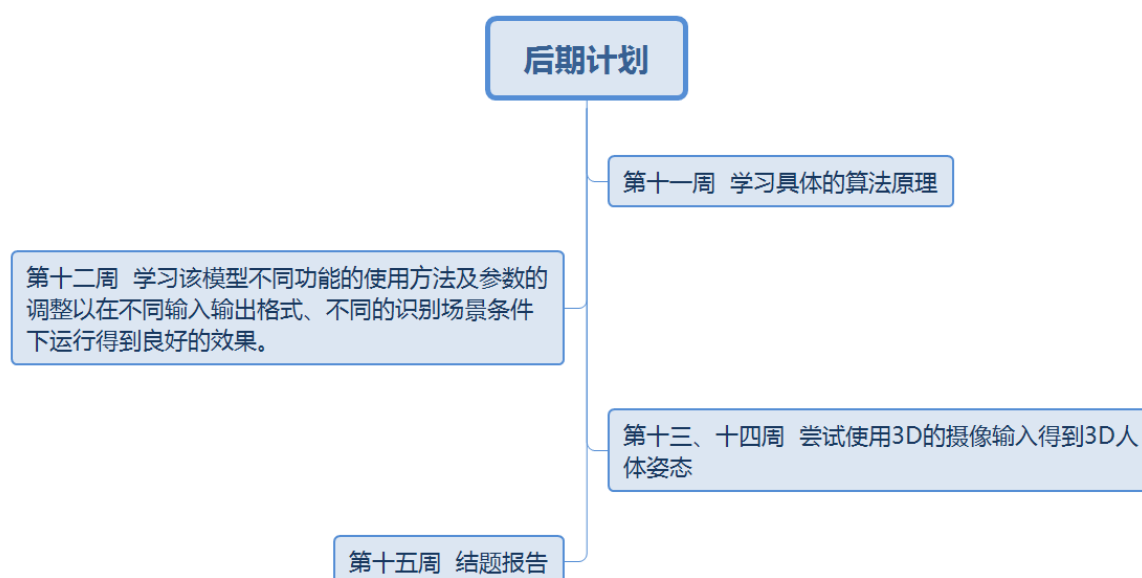 后期计划
第十一周  学习具体的算法原理
第十二周  学习该模型不同功能的使用方法及参数的
调整以在不同输入输出格式、不同的识别场景条件
下运行得到良好的效果。
第十三、十四周  尝试使用3D的摄像输入得到3D人
体姿态
第十五周  结题报告